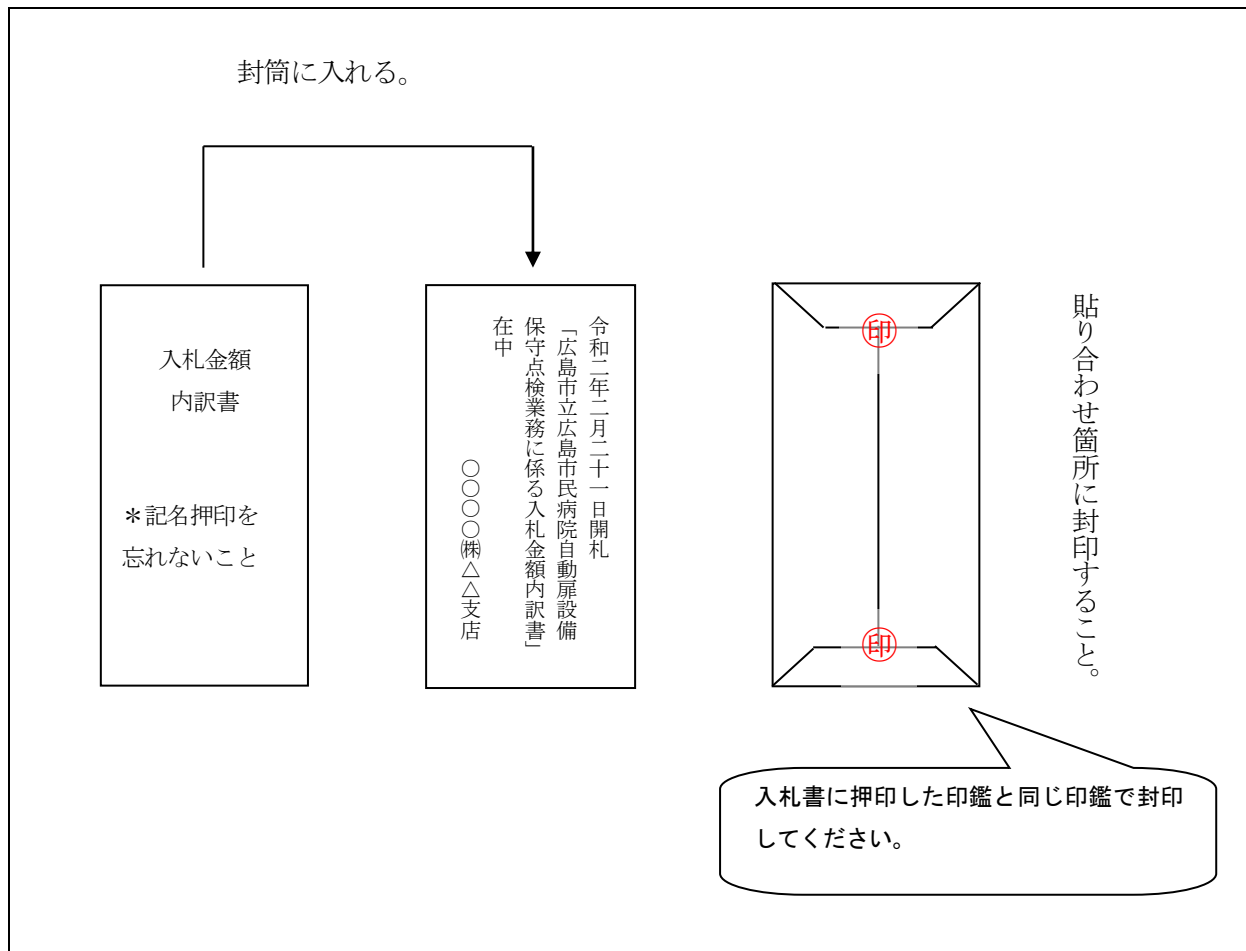 封筒に入れる。
入札金額
内訳書
＊記名押印を
忘れないこと
令和二年二月二十一日開札
「広島市立広島市民病院自動扉設備
保守点検業務に係る入札金額内訳書」
在中
○○○○㈱△△支店
印
印
貼り合わせ箇所に封印すること。
入札書に押印した印鑑と同じ印鑑で封印
してください。